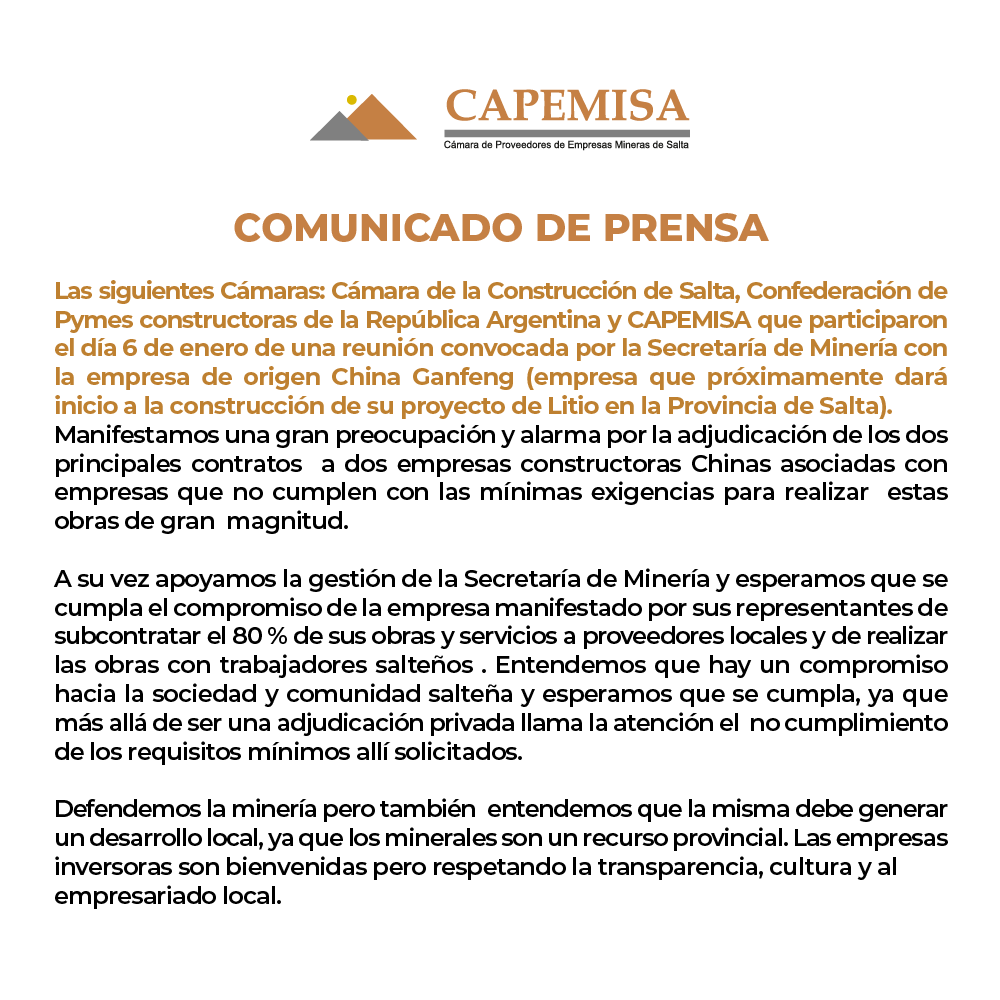 CAPEMISA
Cámara de Proveedores de Empresas Mineras de Salta
COMUNICADO DE PRENSA
Las siguientes Cámaras: Cámara de la Construcción de Salta, Confederación de
Pymes constructoras de la República Argentina y CAPEMISA que participaron
el día 6 de enero de una reunión convocada por la Secretaría de Minería con
la empresa de origen China Ganfeng (empresa que próximamente dará
inicio a la construcción de su proyecto de Litio en la Provincia de Salta).
Manifestamos una gran preocupación y alarma por la adjudicación de los dos
principales contratos  a dos empresas constructoras Chinas asociadas con
empresas que no cumplen con las mínimas exigencias para realizar  estas
obras de gran  magnitud.
A su vez apoyamos la gestión de la Secretaría de Minería y esperamos que se
cumpla el compromiso de la empresa manifestado por sus representantes de
subcontratar el 80 % de sus obras y servicios a proveedores locales y de realizar
las obras con trabajadores salteños . Entendemos que hay un compromiso
hacia la sociedad y comunidad salteña y esperamos que se cumpla, ya que
más allá de ser una adjudicación privada llama la atención el  no cumplimiento
de los requisitos mínimos allí solicitados.
Defendemos la minería pero también  entendemos que la misma debe generar
un desarrollo local, ya que los minerales son un recurso provincial. Las empresas
inversoras son bienvenidas pero respetando la transparencia, cultura y al
empresariado local.